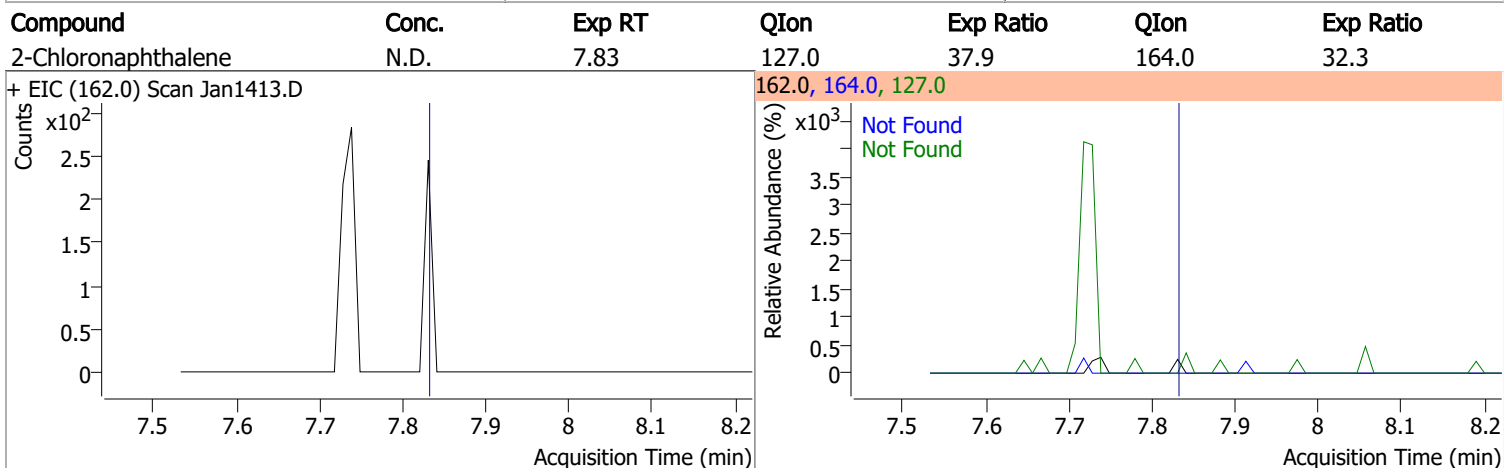 Compound Conc. Exp RT QIon Exp Ratio QIon Exp Ratio
2-Chloronaphthalene N.D. 7.83 127.0 37.9 164.0 32.3
+ EIC (162.0) Scan Jan1413.D
Counts
x10²
2.5
2
1.5
1
0.5
0
7.5 7.6 7.7 7.8 7.9 8 8.1 8.2
Acquisition Time (min)
162.0, 164.0, 127.0
Relative Abundance (%)
x10³
Not Found
Not Found
3.5
3
2.5
2
1.5
1
0.5
0
7.5 7.6 7.7 7.8 7.9 8 8.1 8.2
Acquisition Time (min)